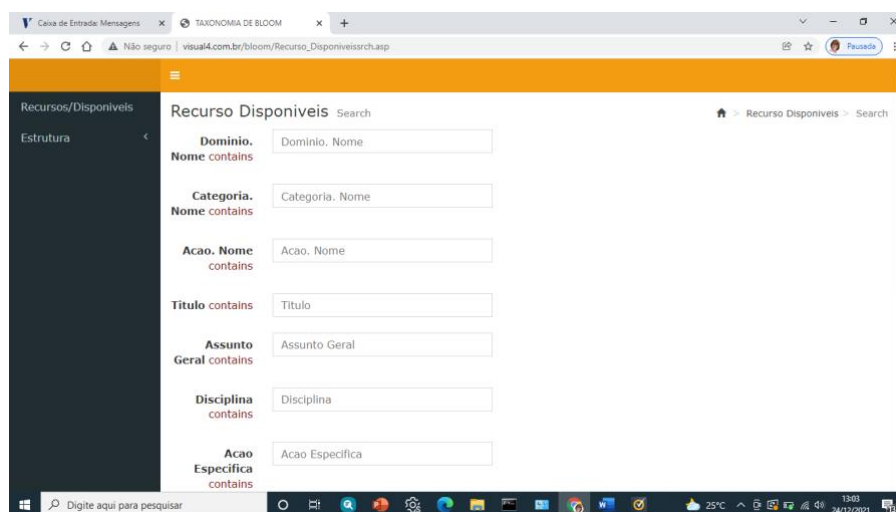 Caixa de Entrada: Mensagens
TAXONOMIA DE BLOOM
Não seguro | visual4.com.br/bloom/Recurso_Disponiveissrch.asp
Pausada
Recursos/Disponiveis
Estrutura
Recurso Disponiveis Search
> Recurso Disponiveis > Search
Dominio.
Nome contains
Dominio. Nome
Categoria.
Nome contains
Categoria. Nome
Acao. Nome
contains
Acao. Nome
Titulo contains
Titulo
Assunto
Geral contains
Assunto Geral
Disciplina
contains
Disciplina
Acao
Especifica
contains
Acao Especifica
Digite aqui para pesquisar
25°C
13:03
24/12/2021